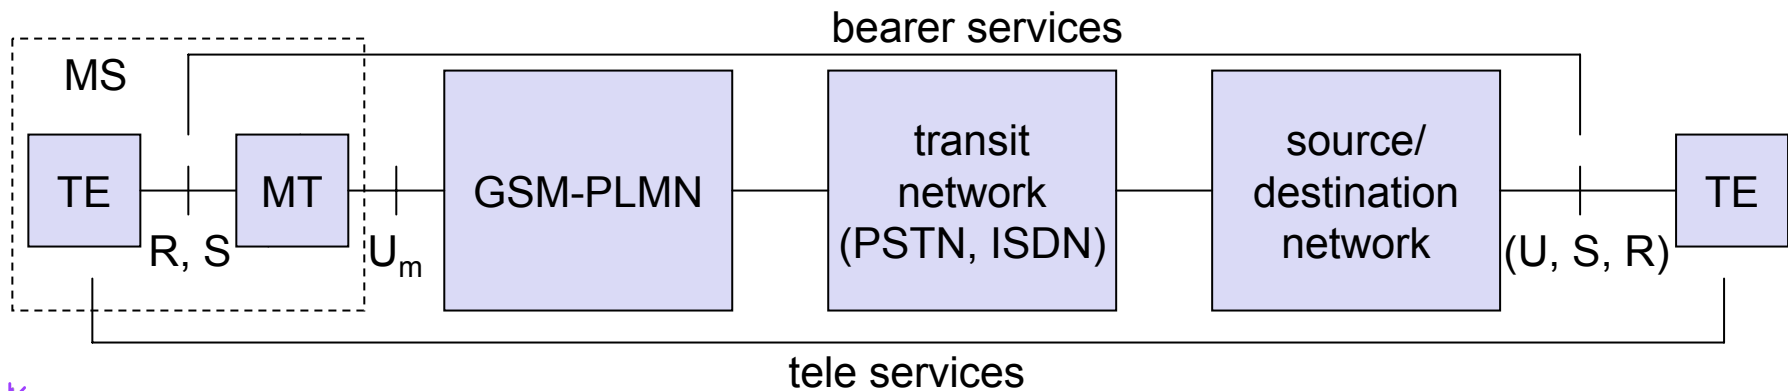 bearer services
MS
TE
MT
GSM-PLMN
transit
network
(PSTN, ISDN)
source/
destination
network
TE
R, S
Um
(U, S, R)
tele services